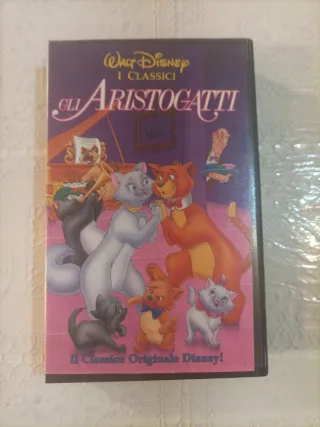 WALT DISNEY
I CLASSICI
GLI ARISTOGATTI
Il Classico Originale Disney!